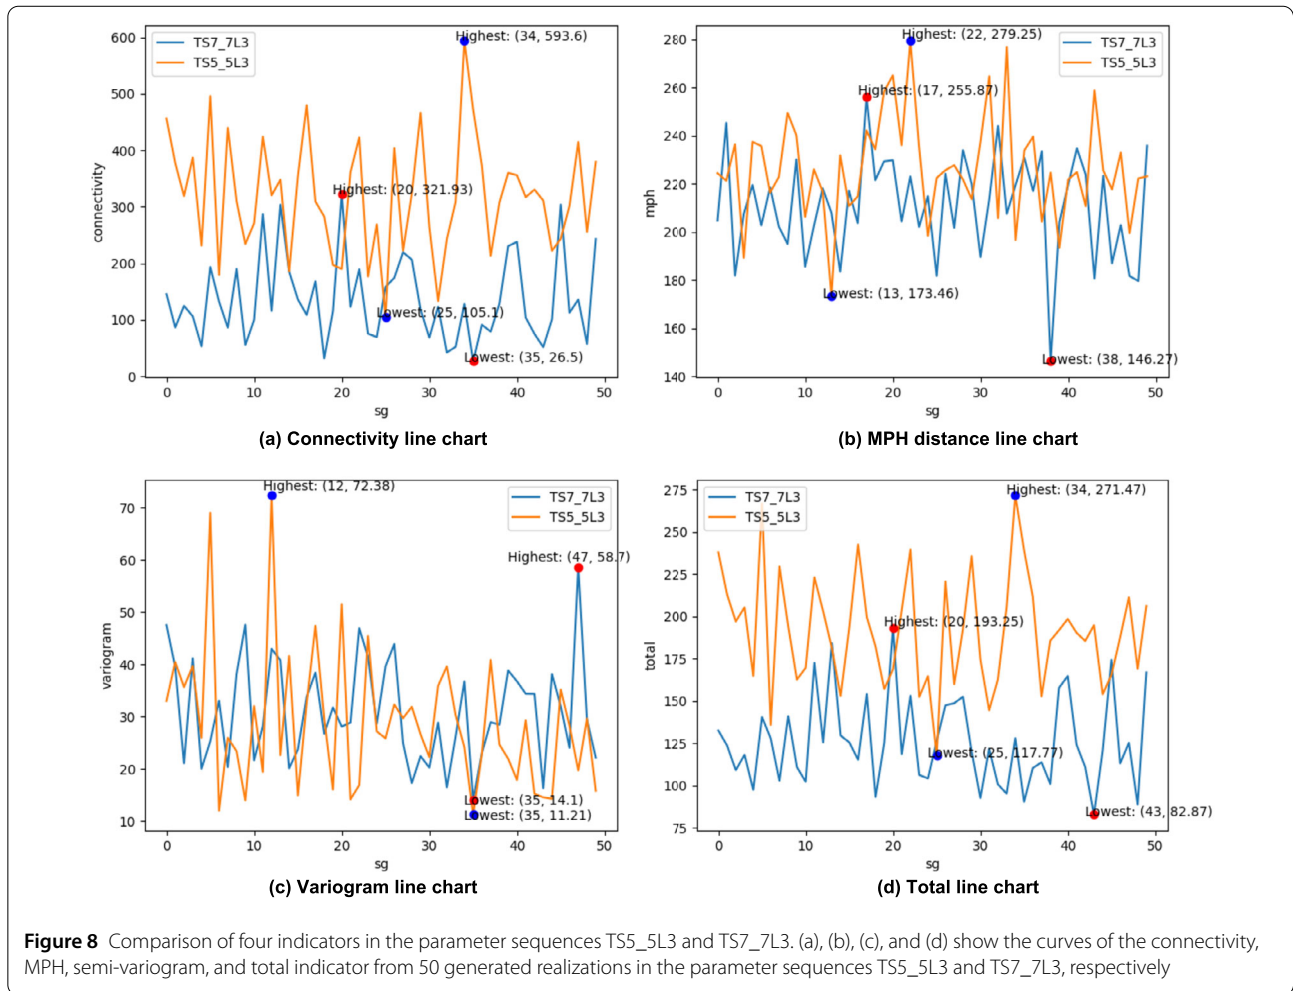 600
500
400
300
200
100
0
connectivity
0 10 20 30 40 50
sg
TS7_7L3
TS5_5L3
Highest: (34, 593.6)
Highest: (20, 321.93)
Lowest: (25, 105.1)
Lowest: (35, 26.5)
(a) Connectivity line chart
280
260
240
220
200
180
160
140
mph
0 10 20 30 40 50
sg
TS7_7L3
TS5_5L3
Highest: (22, 279.25)
Highest: (17, 255.87)
Lowest: (13, 173.46)
Lowest: (38, 146.27)
(b) MPH distance line chart
70
60
50
40
30
20
10
variogram
0 10 20 30 40 50
sg
TS7_7L3
TS5_5L3
Highest: (12, 72.38)
Highest: (47, 58.7)
Lowest: (35, 14.1)
Lowest: (35, 11.21)
(c) Variogram line chart
275
250
225
200
175
150
125
100
75
total
0 10 20 30 40 50
sg
TS7_7L3
TS5_5L3
Highest: (34, 271.47)
Highest: (20, 193.25)
Lowest: (25, 117.77)
Lowest: (43, 82.87)
(d) Total line chart
Figure 8 Comparison of four indicators in the parameter sequences TS5_5L3 and TS7_7L3. (a), (b), (c), and (d) show the curves of the connectivity,
MPH, semi-variogram, and total indicator from 50 generated realizations in the parameter sequences TS5_5L3 and TS7_7L3, respectively